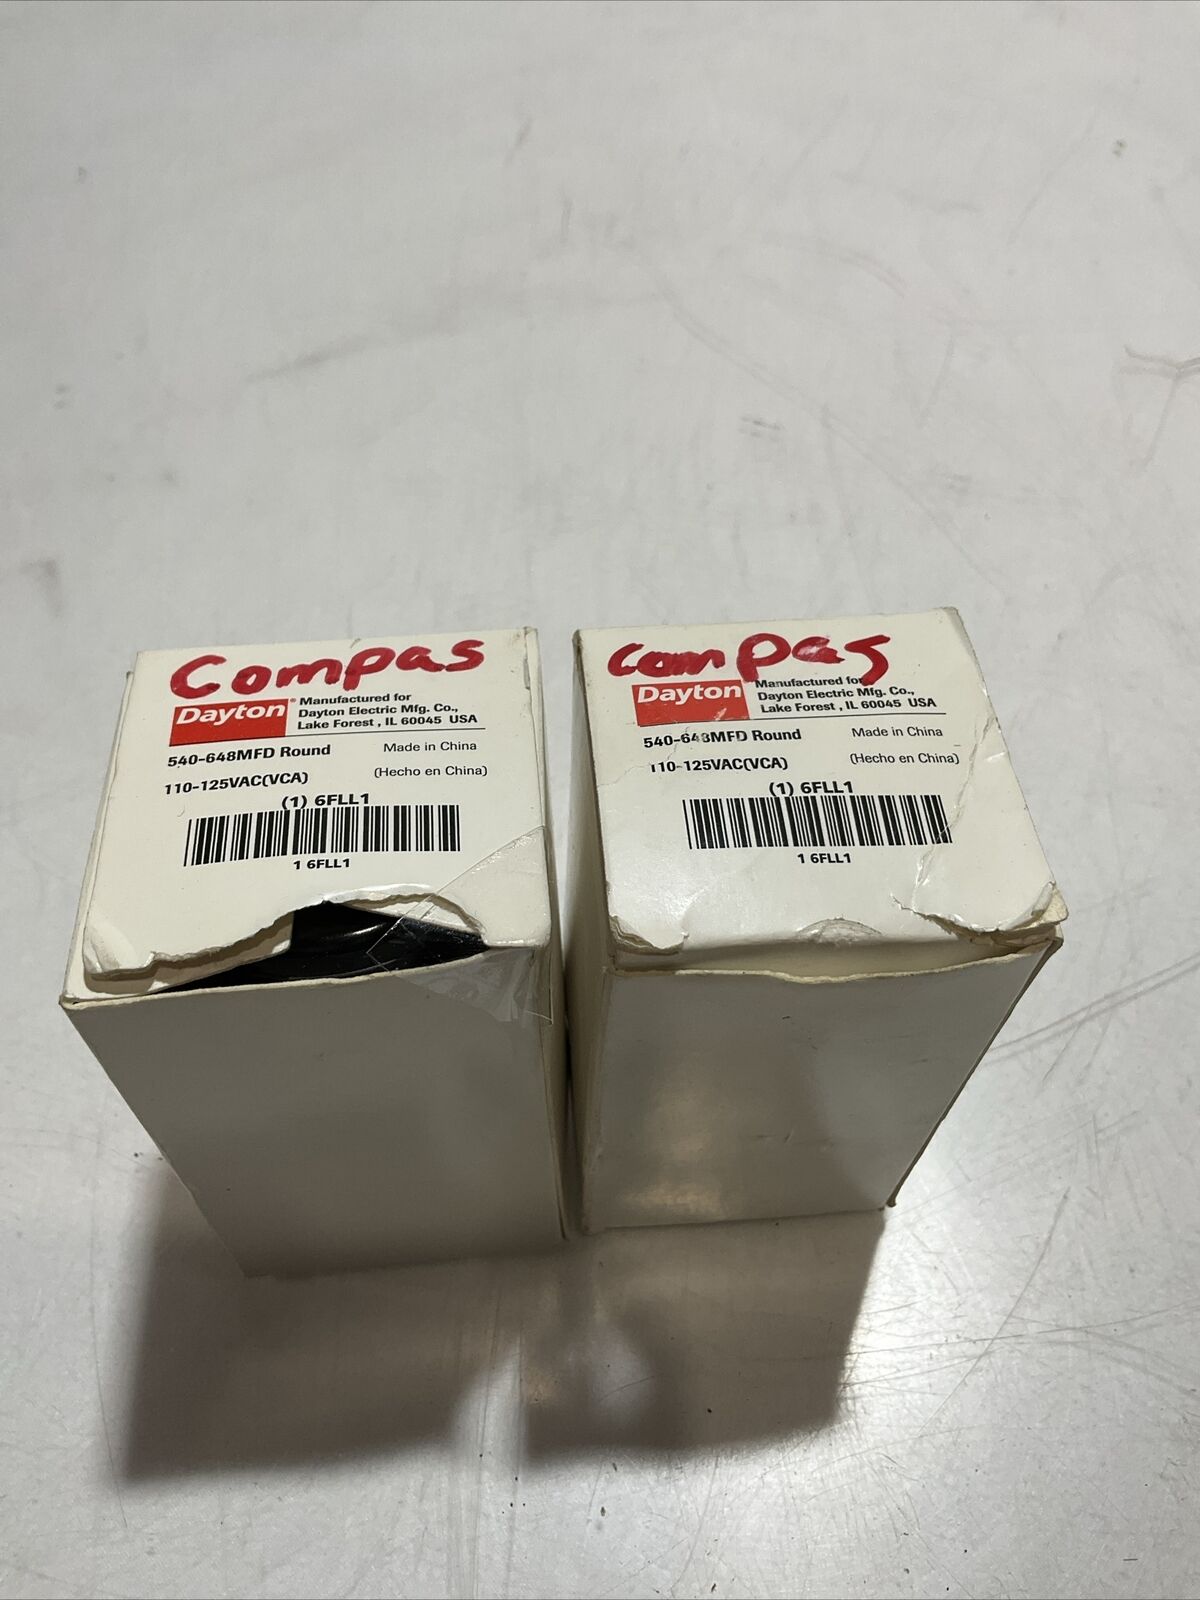 Compas
Dayton® Manufactured for
Dayton Electric Mfg. Co.,
Lake Forest , IL 60045 USA
540-648MFD Round Made in China
110-125VAC(VCA) (Hecho en China)
(1) 6FLL1
1 6FLL1
Compas
Dayton Manufactured for
Dayton Electric Mfg. Co.,
Lake Forest , IL 60045 USA
540-648MFD Round Made in China
110-125VAC(VCA) (Hecho en China)
(1) 6FLL1
1 6FLL1